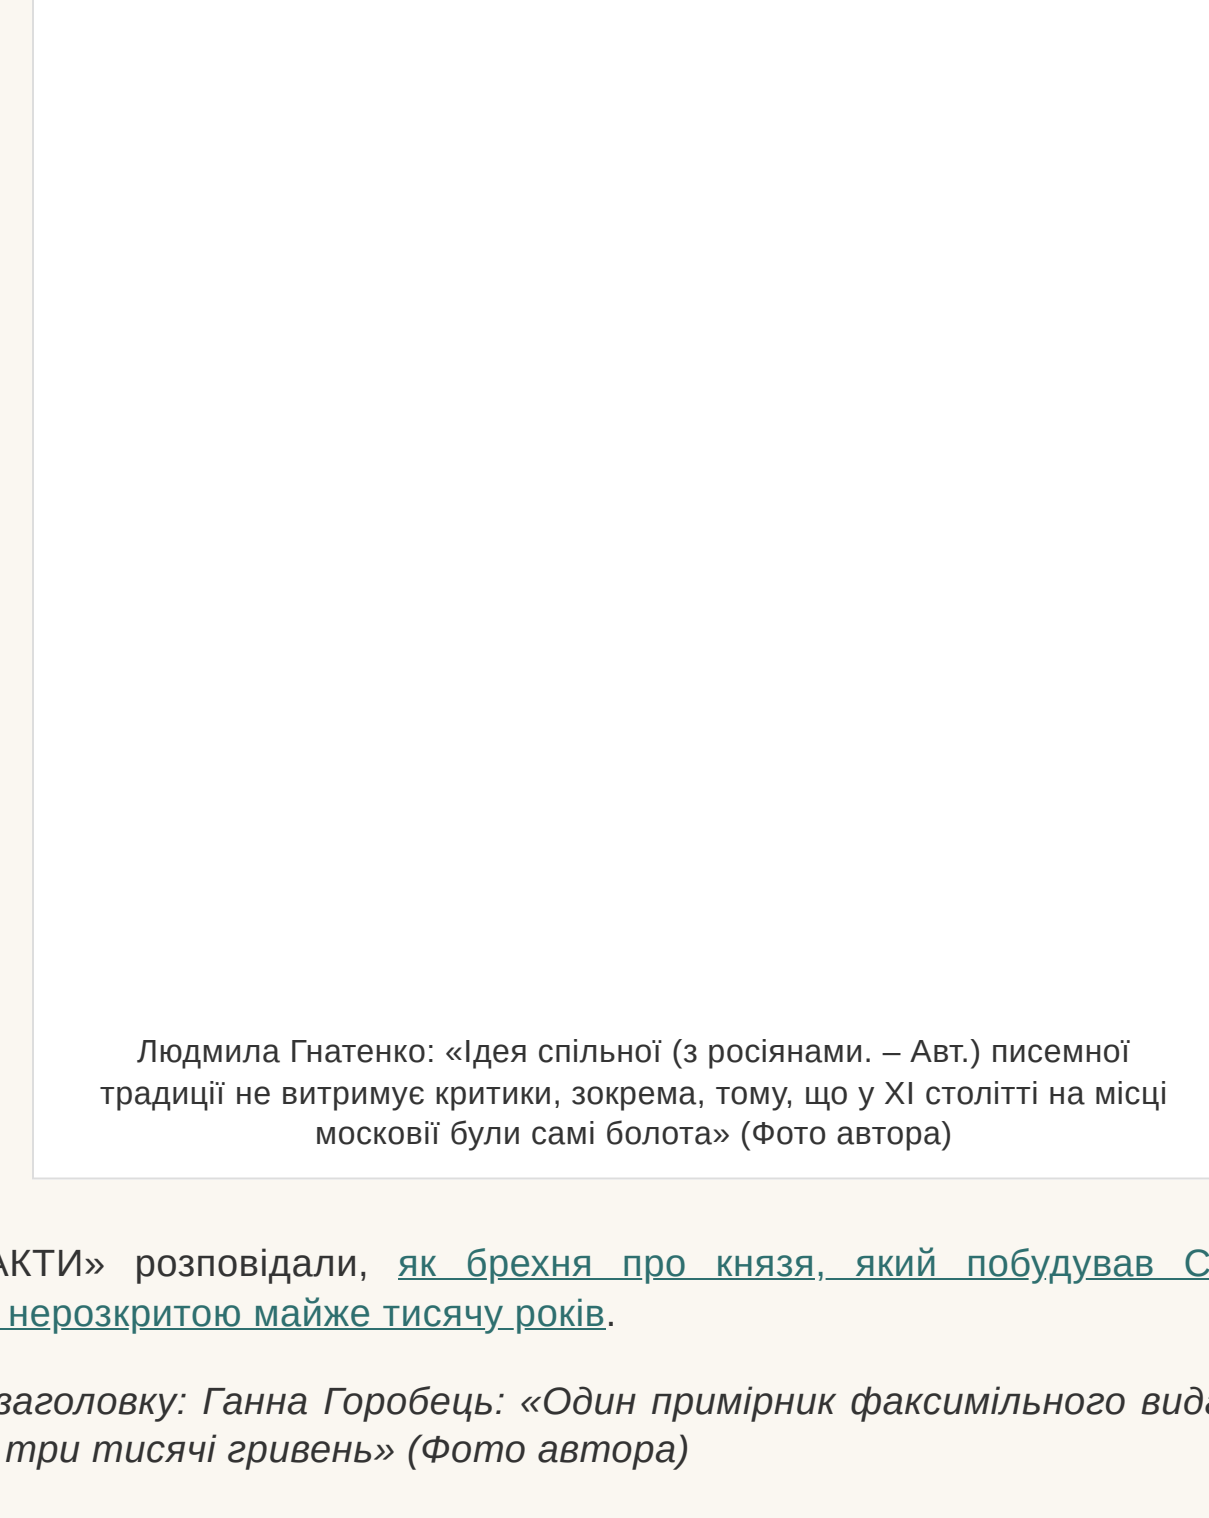 Людмила Гнатенко: «Ідея спільної (з росіянами. – Авт.) писемної
традиції не витримує критики, зокрема, тому, що у XI столітті на місці
московії були самі болота» (Фото автора)
розповідали, як брехня про князя, який побудував
нерозкритою майже тисячу років.
заголовку: Ганна Горобець: «Один примірник факсимільного
три тисячі гривень» (Фото автора)